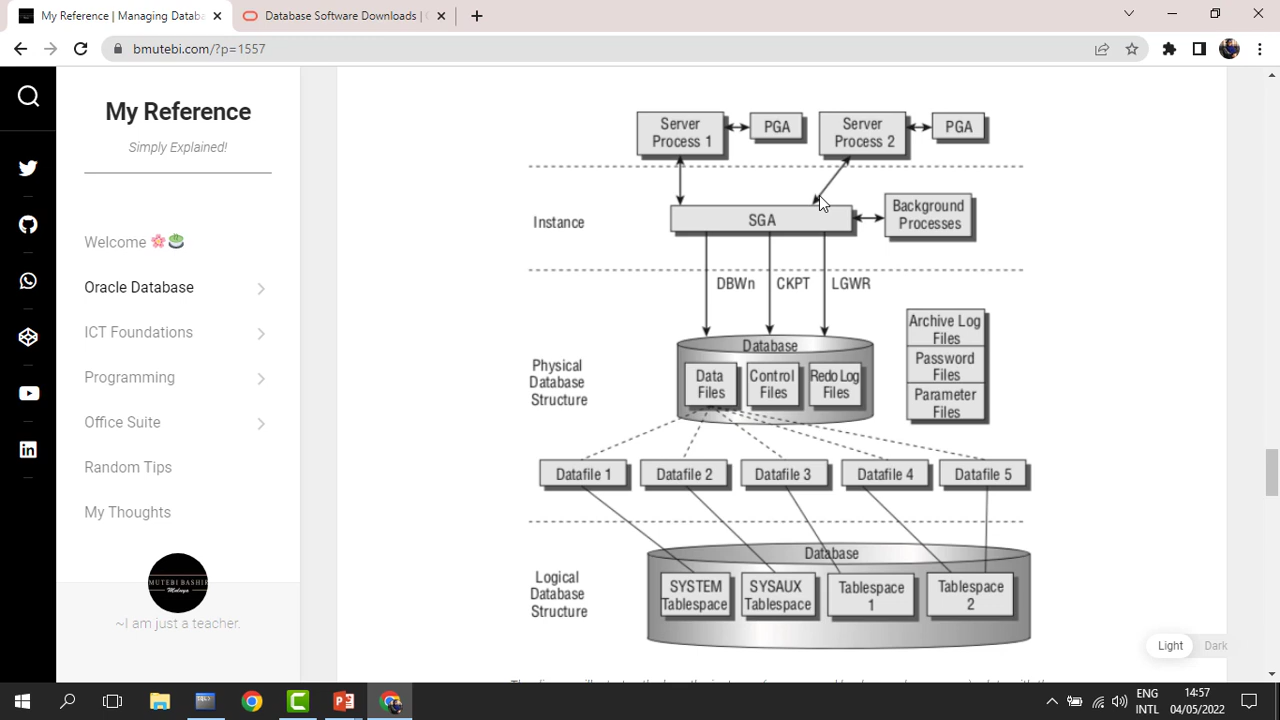 My Reference | Managing Databa
Database Software Downloads |
bmutebi.com/?p=1557
My Reference
Simply Explained!
Welcome
Oracle Database
ICT Foundations
Programming
Office Suite
Random Tips
My Thoughts
MUTEBI BASHIR
~I am just a teacher.
Server
Process 1
PGA
Server
Process 2
PGA
Instance
SGA
Background
Processes
DBWn
CKPT
LGWR
Physical
Database
Structure
Database
Data
Files
Control
Files
Redo Log
Files
Archive Log
Files
Password
Files
Parameter
Files
Datafile 1
Datafile 2
Datafile 3
Datafile 4
Datafile 5
Logical
Database
Structure
Database
SYSTEM
Tablespace
SYSAUX
Tablespace
Tablespace
1
Tablespace
2
Light
Dark
ENG
INTL
14:57
04/05/2022